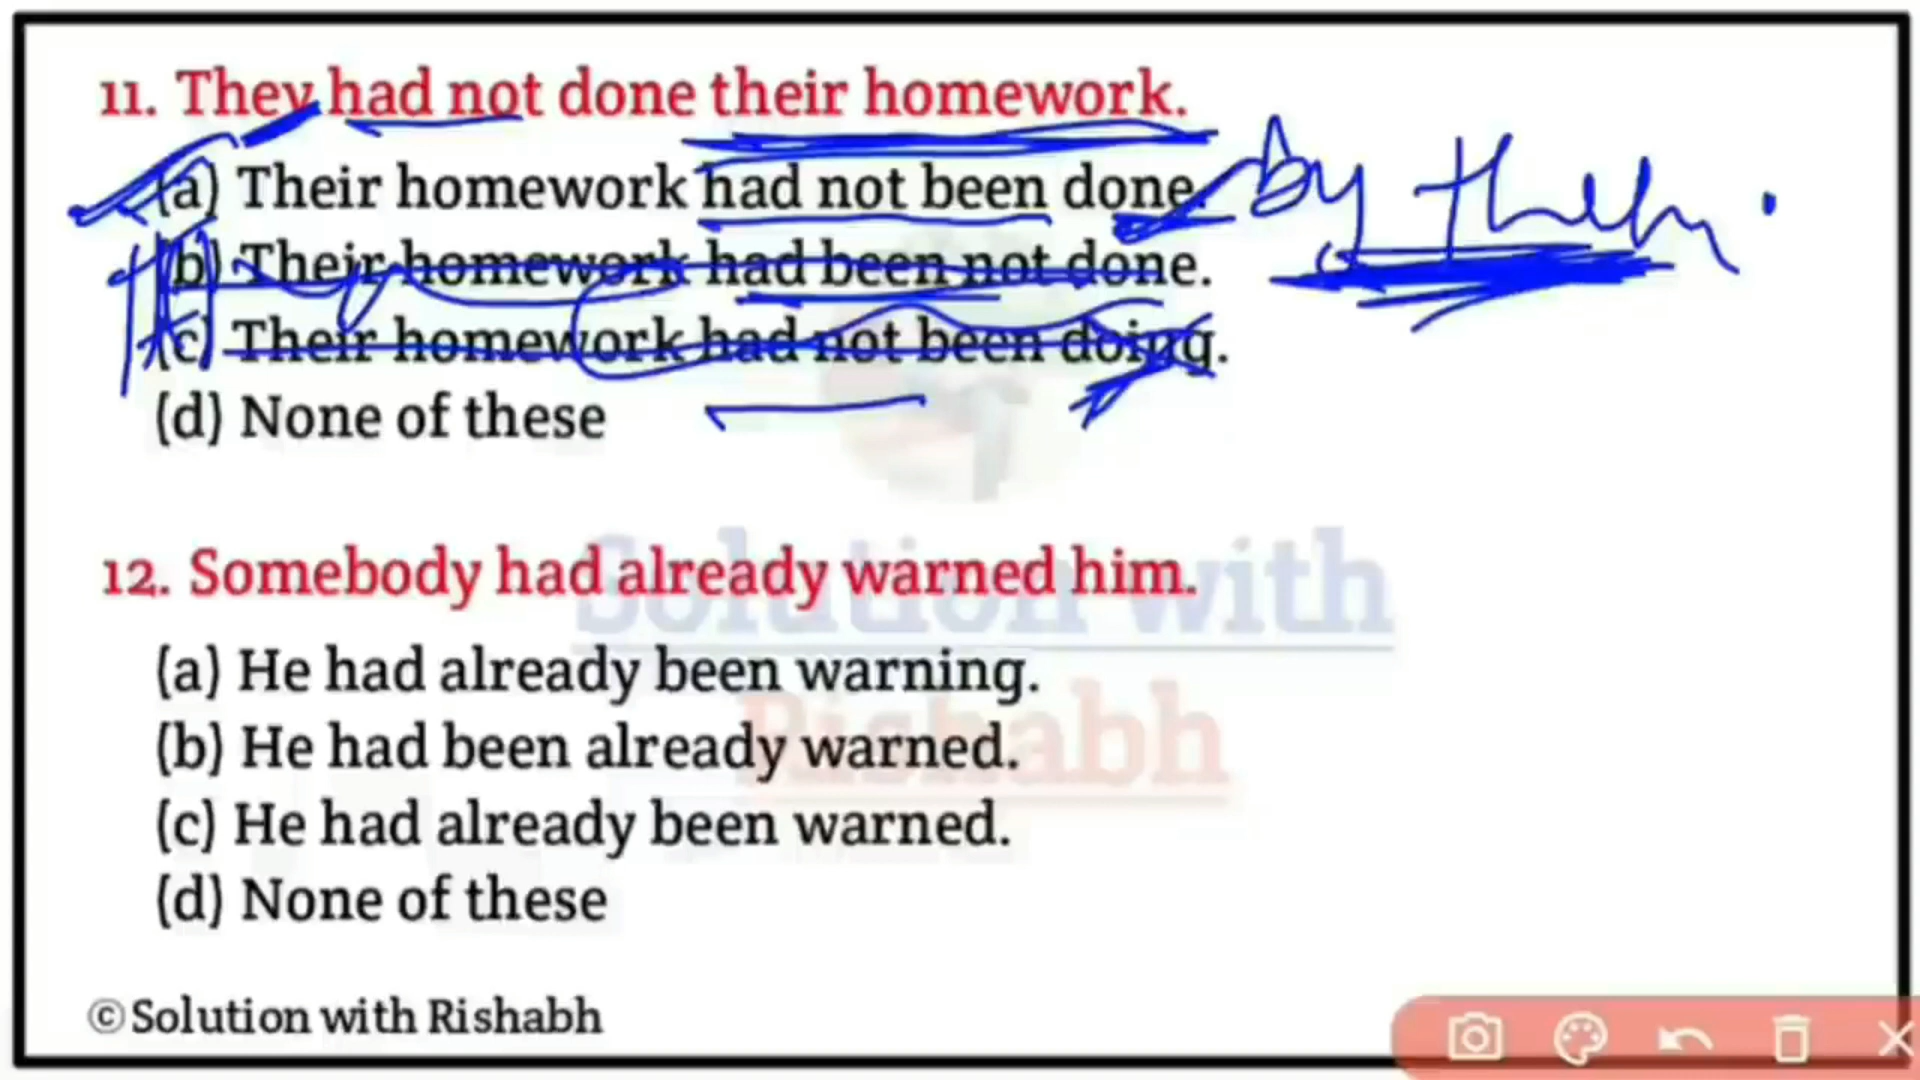 11. They had not done their homework.
(a) Their homework had not been done. By them.
(b) Their homework had been not done.
(c) Their homework had not been doing.
(d) None of these
12. Somebody had already warned him.
(a) He had already been warning.
(b) He had been already warned.
(c) He had already been warned.
(d) None of these
Solution with
Rishabh
©Solution with Rishabh